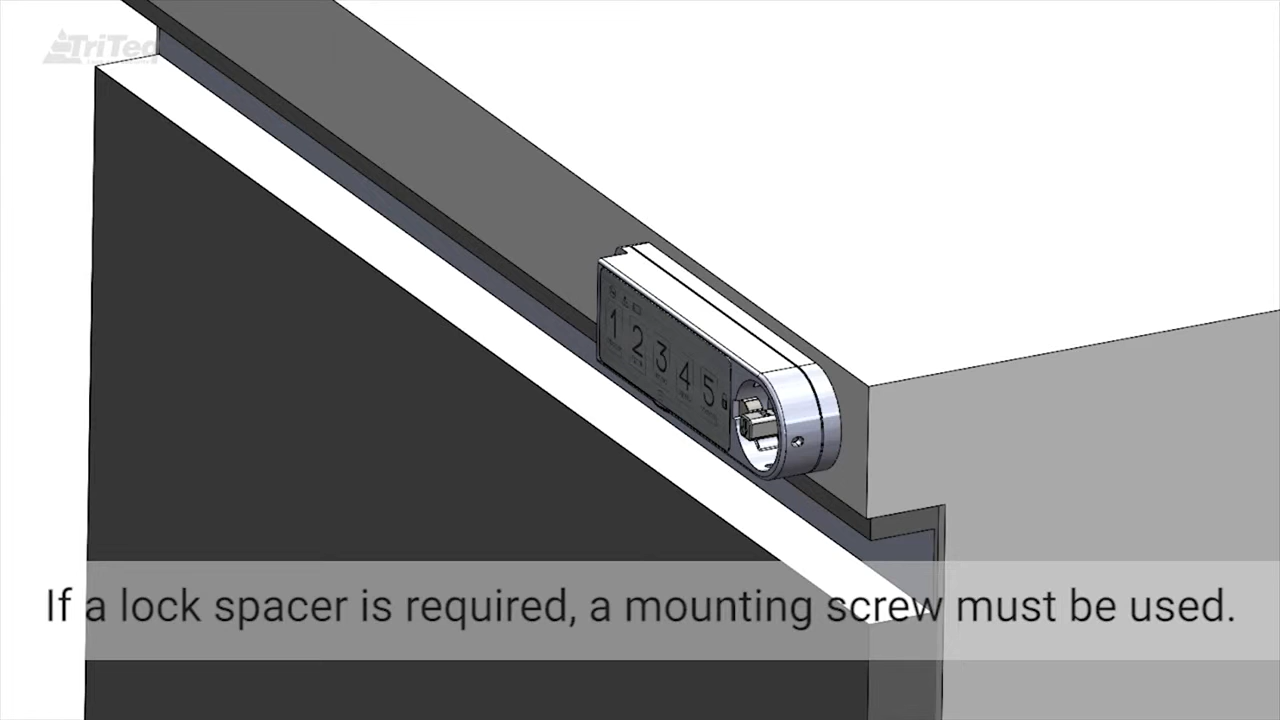 TriTeq
1 2 3 4 5
If a lock spacer is required, a mounting screw must be used.